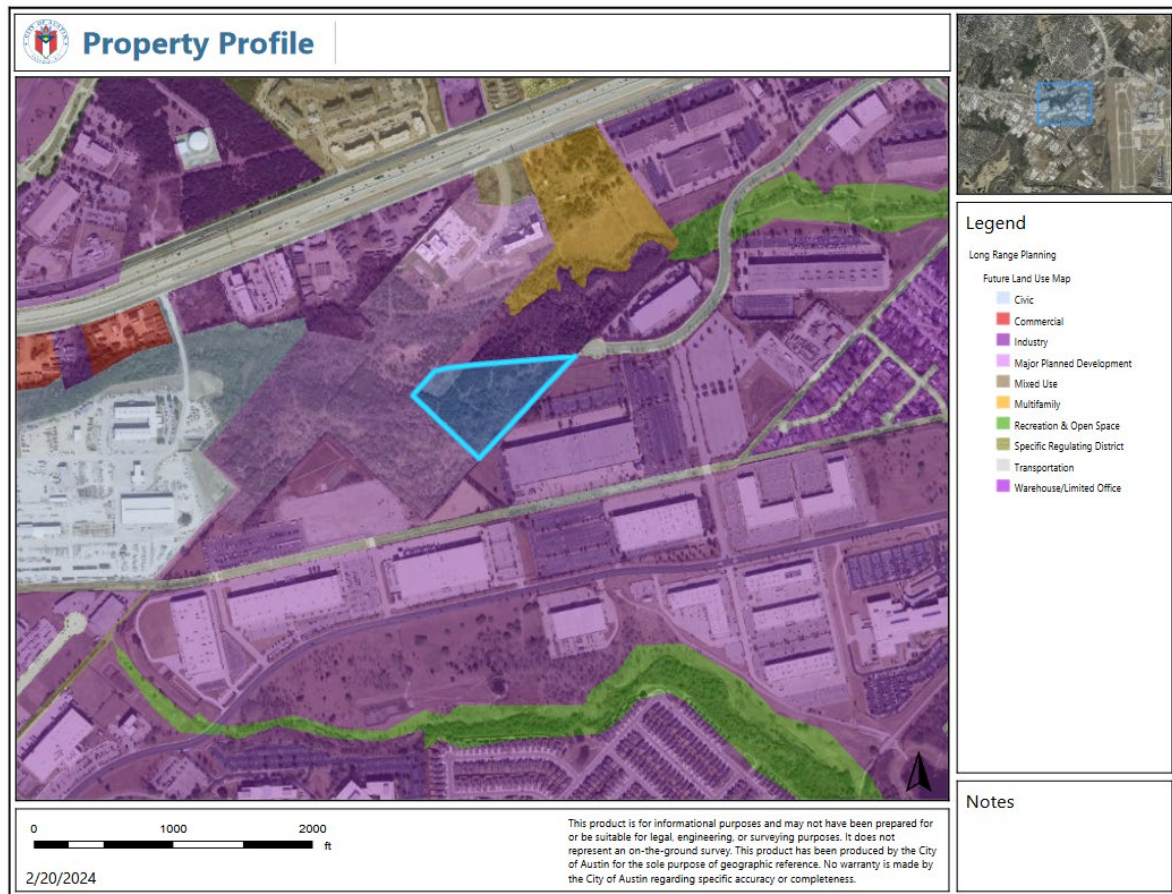 Property Profile
Legend
Long Range Planning
Future Land Use Map
Civic
Commercial
Industry
Major Planned Development
Mixed Use
Multifamily
Recreation & Open Space
Specific Regulating District
Transportation
Warehouse/Limited Office
Notes
0 1000 2000
ft
2/20/2024
This product is for informational purposes and may not have been prepared for
or be suitable for legal, engineering, or surveying purposes. It does not
represent an on-the-ground survey. This product has been produced by the City
of Austin for the sole purpose of geographic reference. No warranty is made by
the City of Austin regarding specific accuracy or completeness.